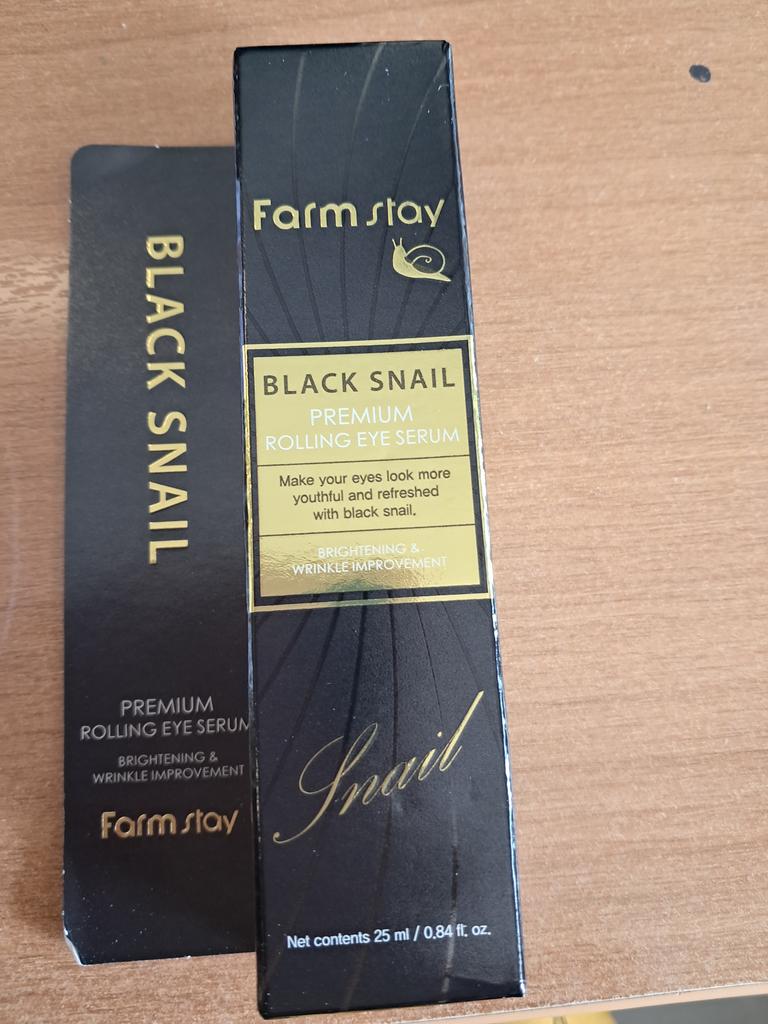 Farm stay
BLACK SNAIL
PREMIUM
ROLLING EYE SERUM
Make your eyes look more
youthful and refreshed
with black snail.
BRIGHTENING &
WRINKLE IMPROVEMENT
Snail
Net contents 25 ml / 0.84 fl. oz.
BLACK SNAIL
PREMIUM
ROLLING EYE SERUM
BRIGHTENING &
WRINKLE IMPROVEMENT
Farm stay